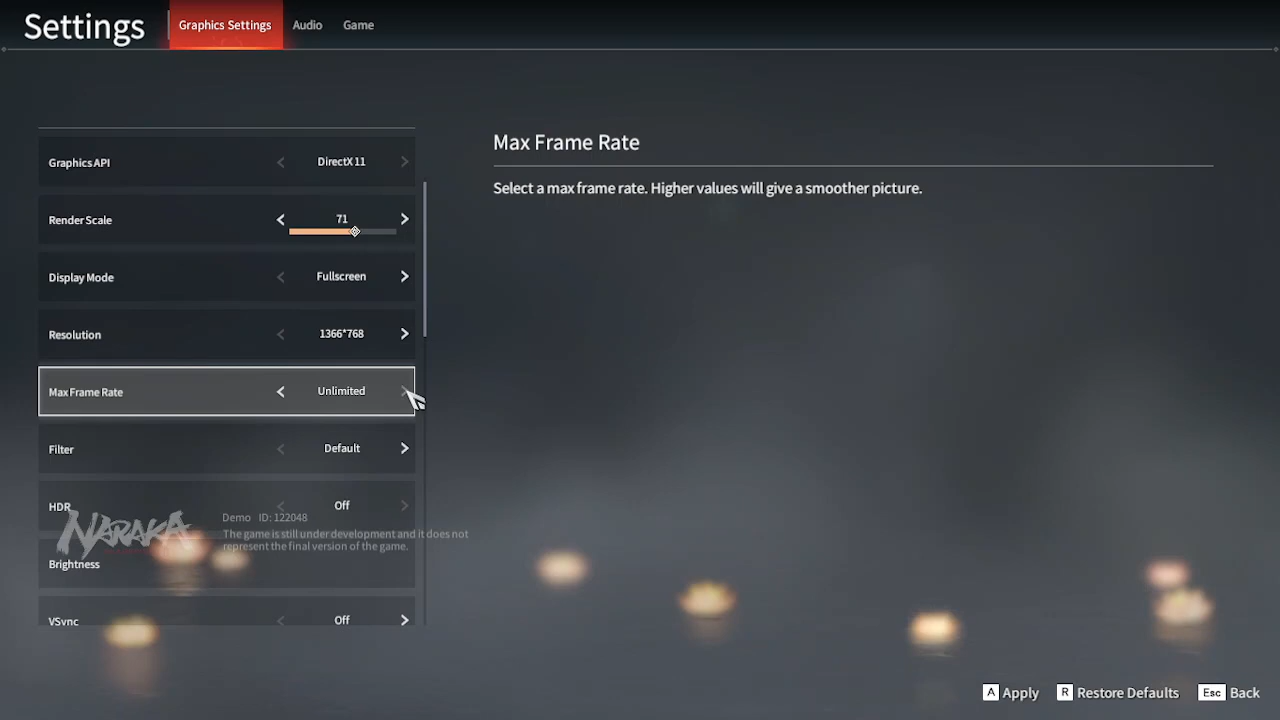 Settings
Graphics Settings
Audio
Game
Graphics API
DirectX 11
Render Scale
71
Display Mode
Fullscreen
Resolution
1366*768
Max Frame Rate
Unlimited
Filter
Default
HDR
Off
Brightness
VSync
Off
Max Frame Rate
Select a max frame rate. Higher values will give a smoother picture.
NARAKA
Demo ID: 122048
The game is still under development and it does not
represent the final version of the game.
A Apply
R Restore Defaults
Esc Back